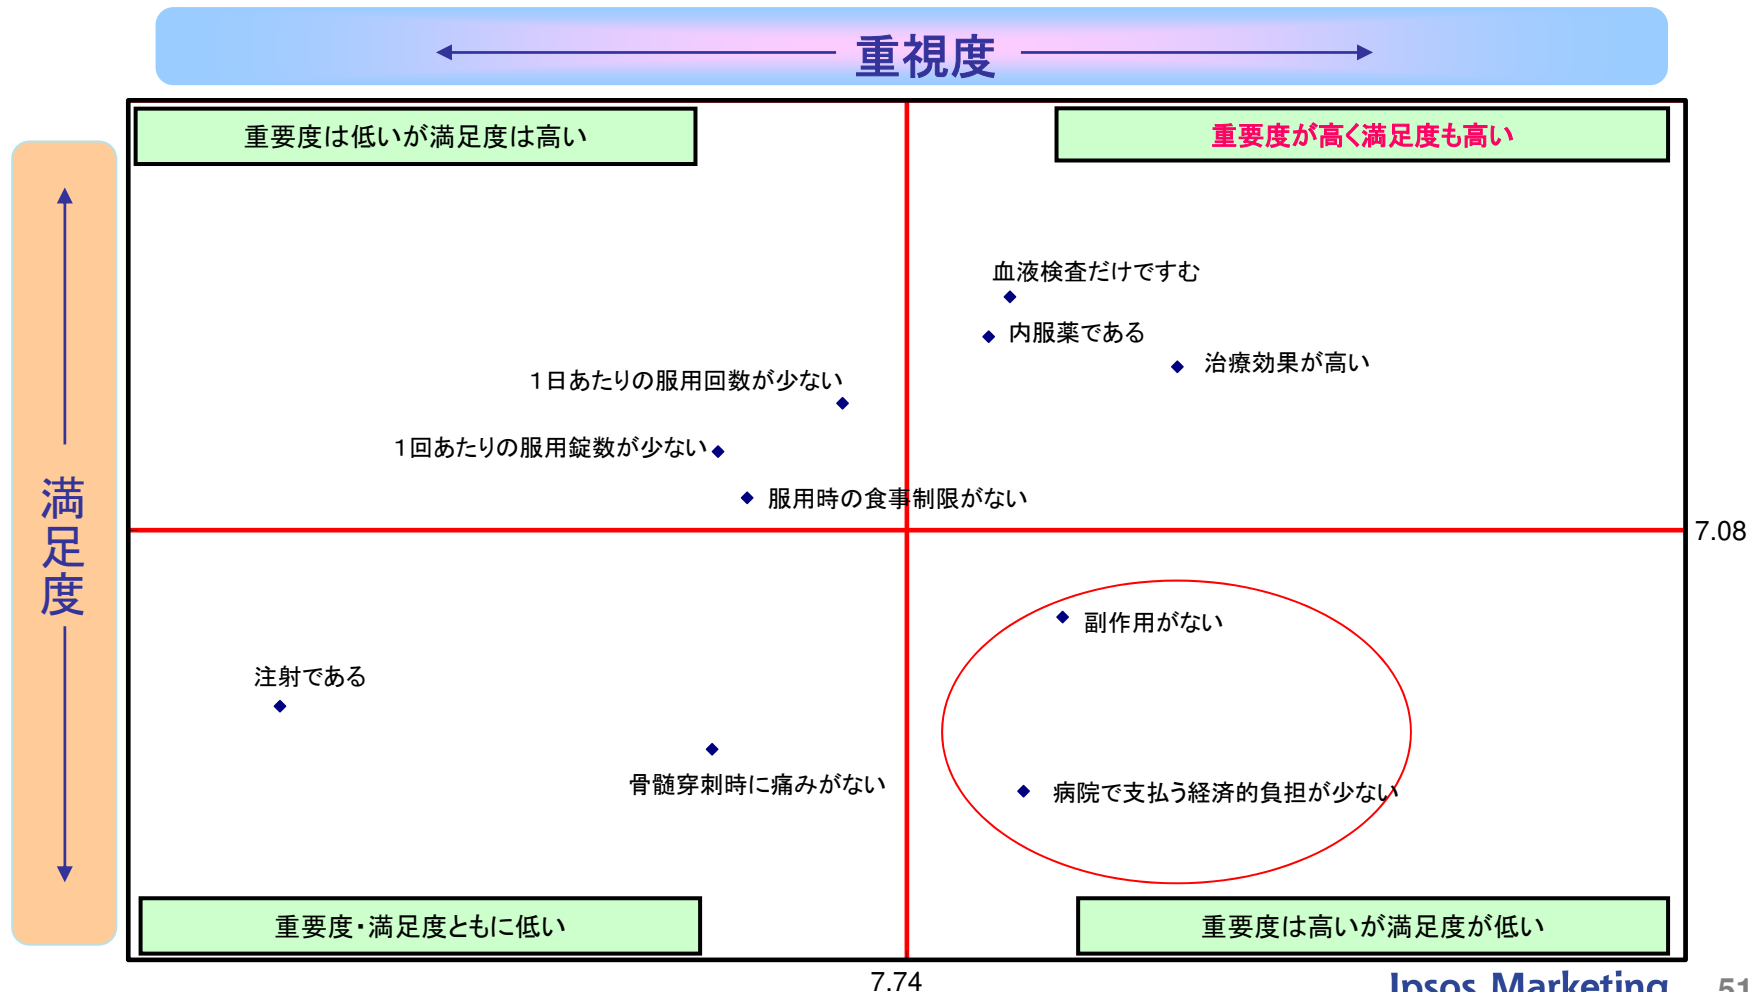 重視度
重要度は低いが満足度は高い
重要度が高く満足度も高い
血液検査だけですむ
内服薬である
治療効果が高い
1日あたりの服用回数が少ない
1回あたりの服用錠数が少ない
服用時の食事制限がない
満足度
7.08
副作用がない
注射である
骨髄穿刺時に痛みがない
病院で支払う経済的負担が少ない
重要度・満足度ともに低い
重要度は高いが満足度が低い
7.74
Ipsos Marketing
51